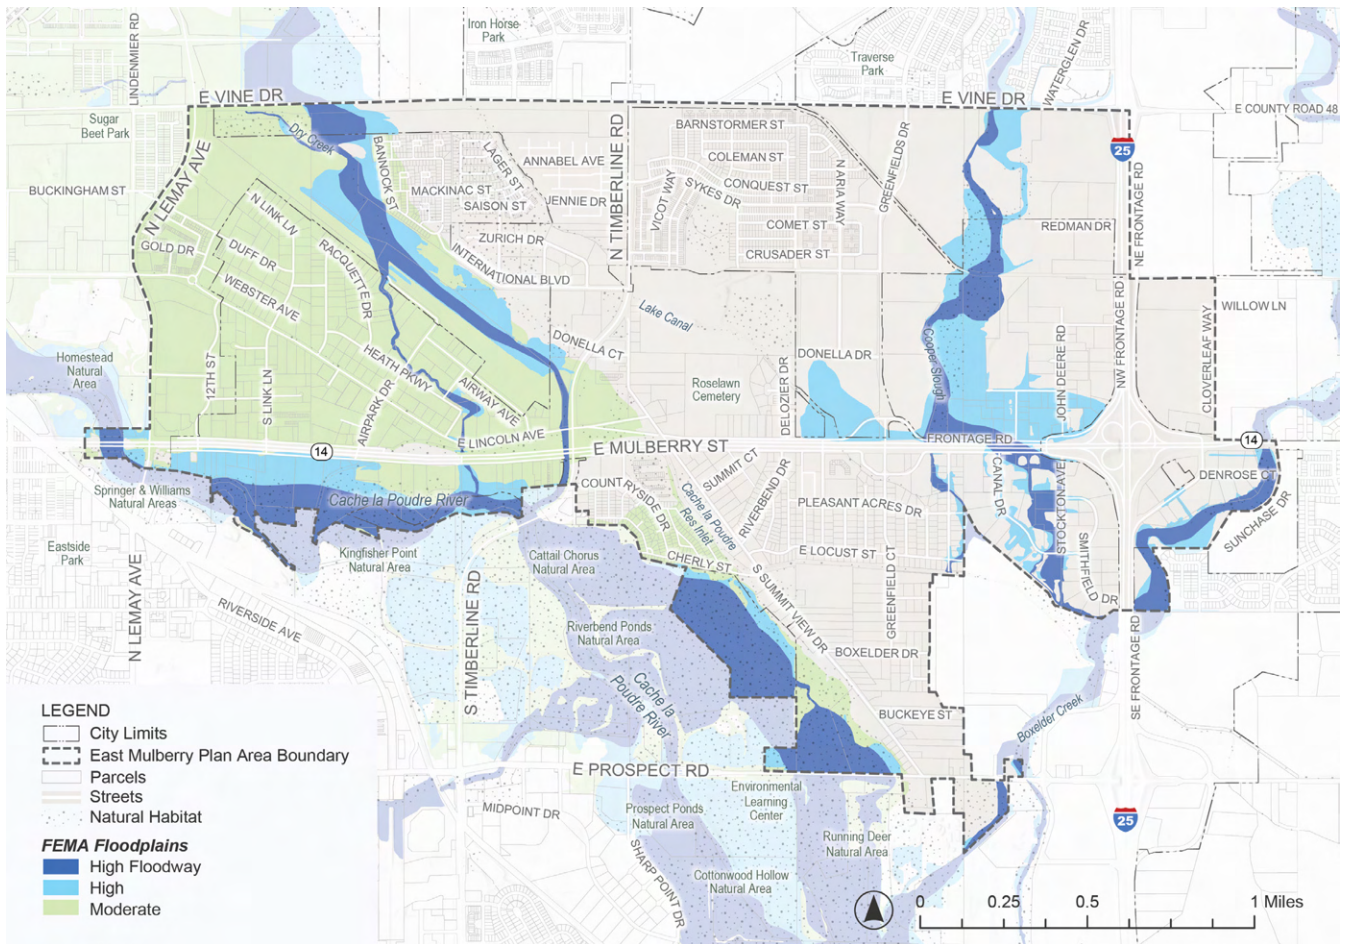 LINDENMIER RD
Iron Horse
Park
Traverse
Park
WATERGLEN DR
E VINE DR
E VINE DR
E COUNTY ROAD 48
Sugar
Beet Park
Dry Creek
BANNOCK ST
LAGER ST
N TIMBERLINE RD
BARNSTORMER ST
GREENFIELDS DR
25
N LEMAY AVE
ANNABEL AVE
COLEMAN ST
N ARIA WAY
NE FRONTAGE RD
BUCKINGHAM ST
MACKINAC ST
SAISON ST
JENNIE DR
VICOT WAY
SYKES DR
CONQUEST ST
N LINK LN
COMET ST
REDMAN DR
GOLD DR
DUFF DR
RACQUETTE DR
ZURICH DR
INTERNATIONAL BLVD
CRUSADER ST
WEBSTER AVE
Lake Canal
NW FRONTAGE RD
CLOVERLEAF WAY
WILLOW LN
Homestead
Natural
Area
12TH ST
S LINK LN
HEATH PKWY
AIRPARK DR
AIRWAY AVE
DONELLA CT
Roselawn
Cemetery
DELOZIER DR
DONELLA DR
Cooper Slough
JOHN DEERE RD
14
E LINCOLN AVE
E MULBERRY ST
FRONTAGE RD
14
Springer & Williams
Natural Areas
Cache la Poudre River
COUNTRYSIDE DR
Cache la Poudre
Res Inlet
SUMMIT CT
RIVERBEND DR
PLEASANT ACRES DR
CANAL DR
STOCKTON AVE
DENROSE CT
SUNCHASE DR
Eastside
Park
N LEMAY AVE
Kingfisher Point
Natural Area
Cattail Chorus
Natural Area
CHERLY ST
E LOCUST ST
SMITHFIELD DR
RIVERSIDE AVE
S TIMBERLINE RD
Riverbend Ponds
Natural Area
S SUMMIT VIEW DR
GREENFIELD CT
BOXELDER DR
SE FRONTAGE RD
Cache la
Poudre River
BUCKEYE ST
Boxelder Creek
E PROSPECT RD
MIDPOINT DR
Prospect Ponds
Natural Area
SHARP POINT DR
Environmental
Learning
Center
Running Deer
Natural Area
Cottonwood Hollow
Natural Area
25
LEGEND
City Limits
East Mulberry Plan Area Boundary
Parcels
Streets
Natural Habitat
FEMA Floodplains
High Floodway
High
Moderate
0 0.25 0.5 1 Miles